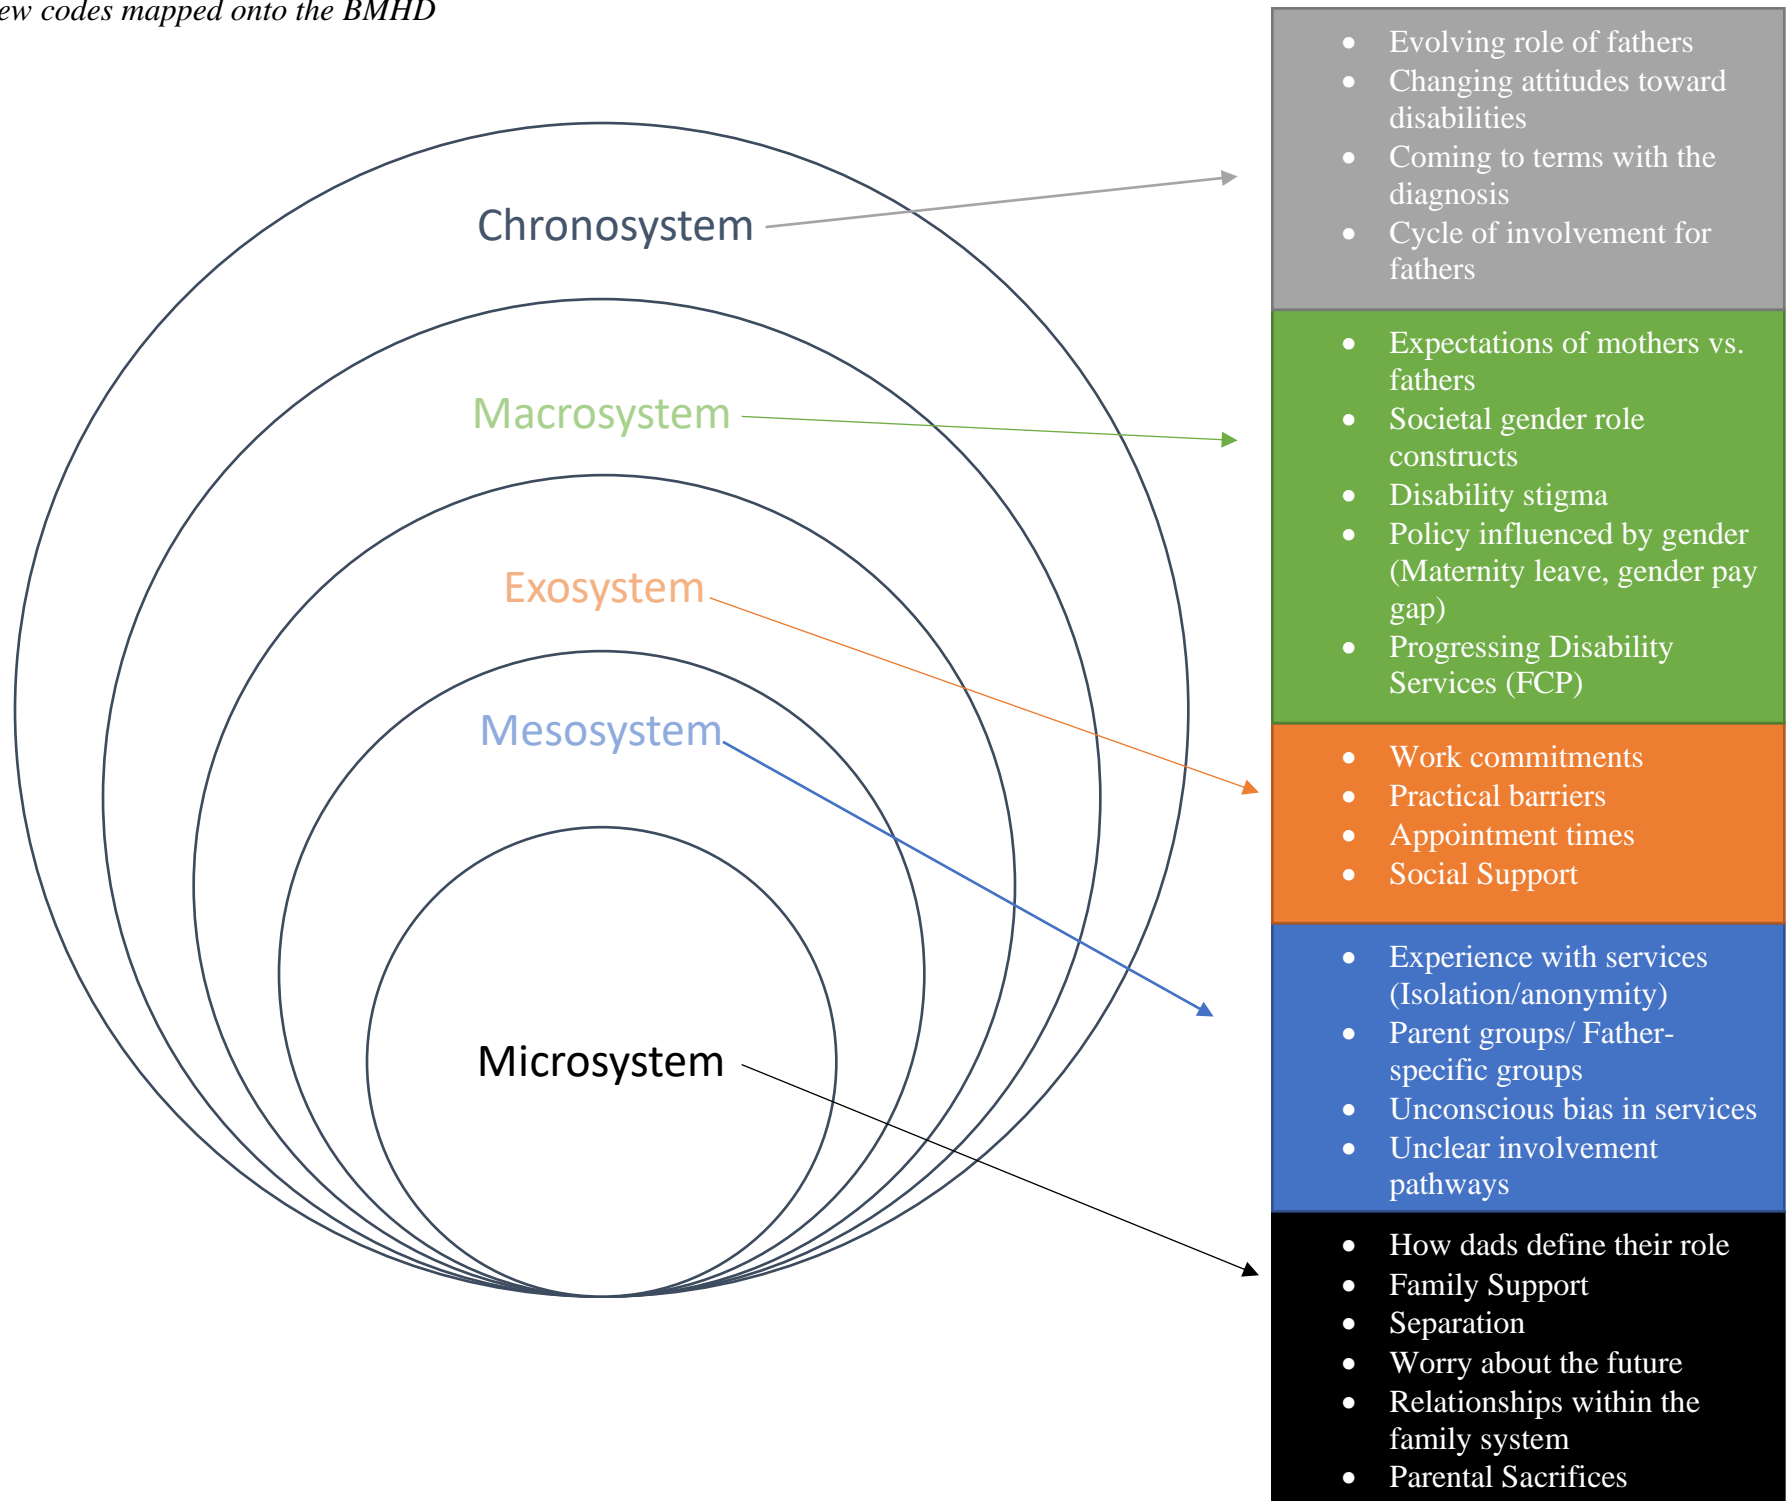 codes mapped onto the BMHD
Chronosystem
Macrosystem
Exosystem
Mesosystem
Microsystem
• Evolving role of fathers
• Changing attitudes toward
disabilities
• Coming to terms with the
diagnosis
• Cycle of involvement for
fathers
• Expectations of mothers vs.
fathers
• Societal gender role
constructs
• Disability stigma
• Policy influenced by gender
(Maternity leave, gender pay
gap)
• Progressing Disability
Services (FCP)
• Work commitments
• Practical barriers
• Appointment times
• Social Support
• Experience with services
(Isolation/anonymity)
• Parent groups/ Father-
specific groups
• Unconscious bias in services
• Unclear involvement
pathways
• How dads define their role
• Family Support
• Separation
• Worry about the future
• Relationships within the
family system
• Parental Sacrifices